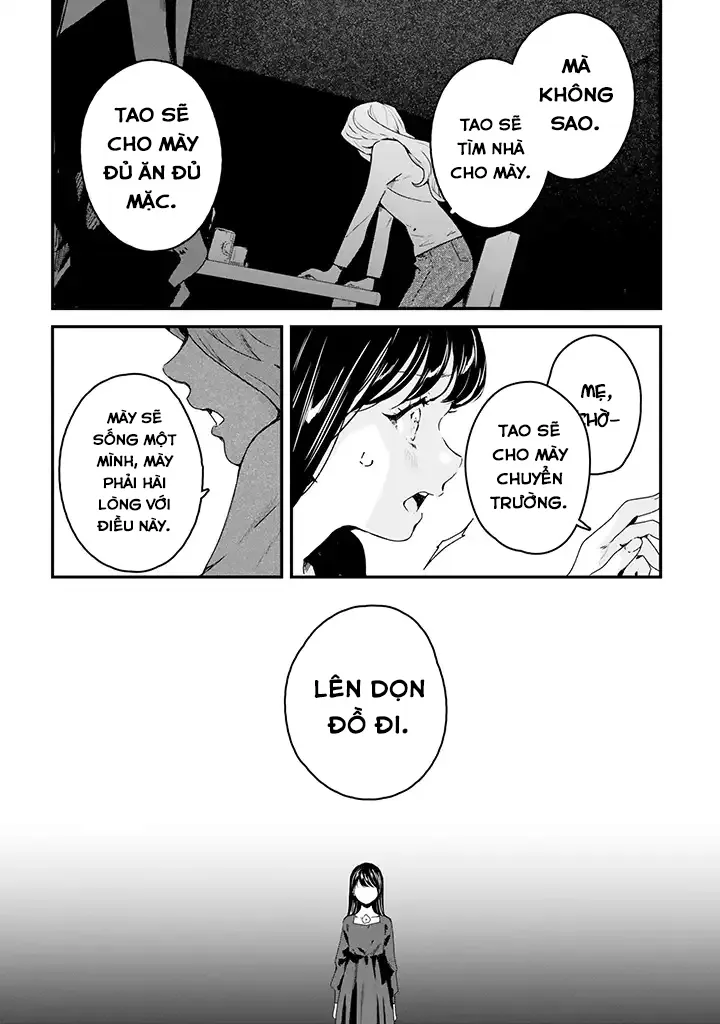 MÀ
KHÔNG
SAO.
TAO SẼ
TÌM NHÀ
CHO MÀY.
TAO SẼ
CHO MÀY
ĐỦ ĂN ĐỦ
MẶC.
MẸ,
CHỜ-
TAO SẼ
CHO MÀY
CHUYỂN
TRƯỜNG.
MÀY SẼ
SỐNG MỘT
MÌNH, MÀY
PHẢI HÀI
LÒNG VỚI
ĐIỀU NÀY.
LÊN DỌN
ĐỒ ĐI.